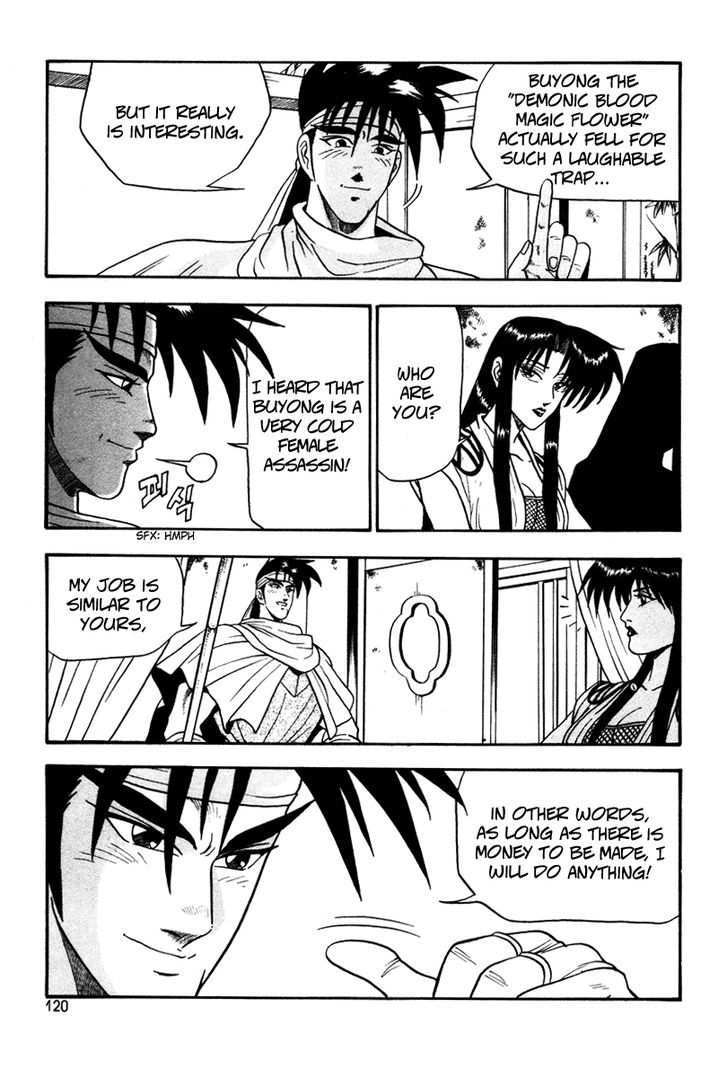 BUT IT REALLY
IS INTERESTING.
BUYONG THE
"DEMONIC BLOOD
MAGIC FLOWER"
ACTUALLY FELL FOR
SUCH A LAUGHABLE
TRAP...
I HEARD THAT
BUYONG IS A
VERY COLD
FEMALE
ASSASSIN!
피식
SFX: HMPH
WHO
ARE
YOU?
MY JOB IS
SIMILAR TO
YOURS,
IN OTHER WORDS,
AS LONG AS THERE IS
MONEY TO BE MADE, I
WILL DO ANYTHING!
120